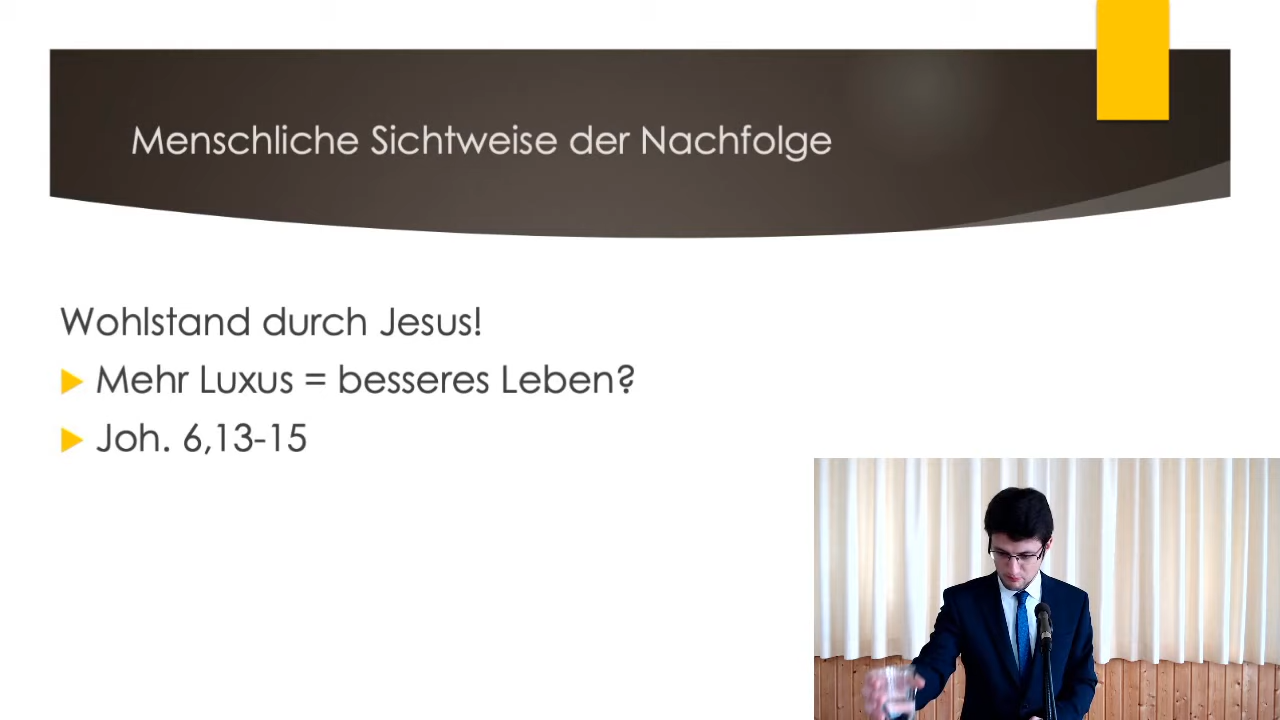 Menschliche Sichtweise der Nachfolge
Wohlstand durch Jesus!
Mehr Luxus = besseres Leben?
Joh. 6,13-15